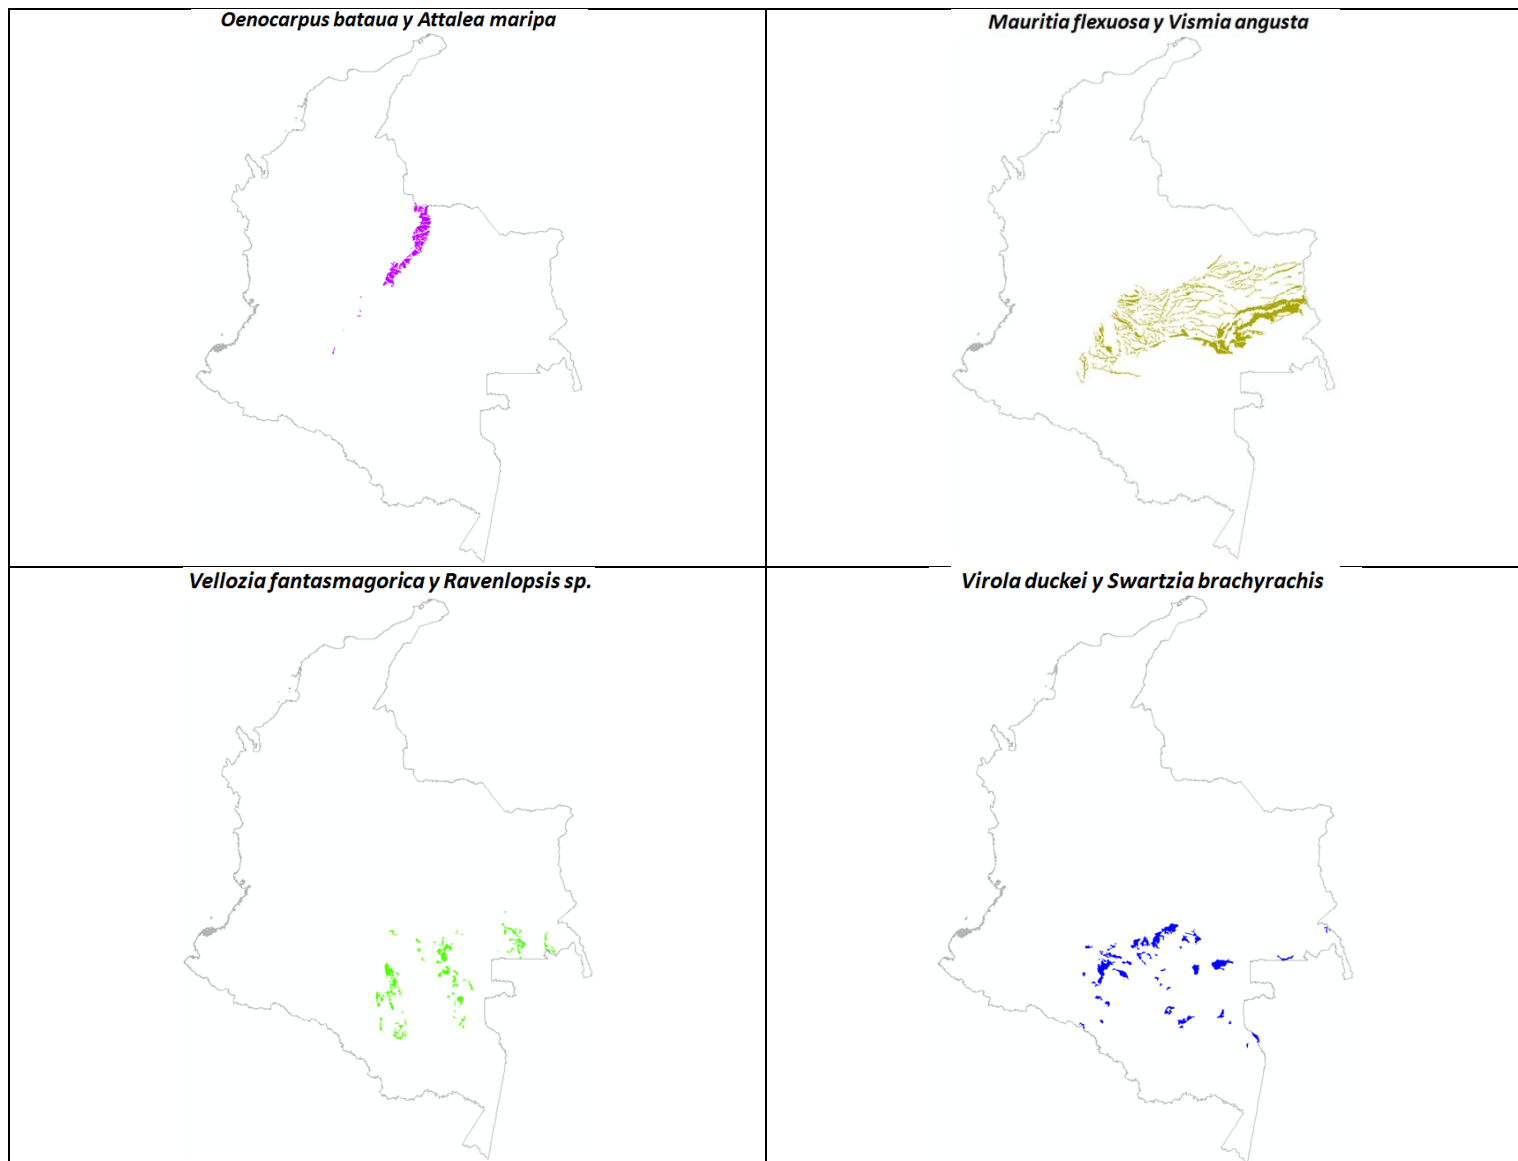 Oenocarpus bataua y Attalea maripa
Mauritia flexuosa y Vismia angusta
Vellozia fantasmagorica y Ravenlopsis sp.
Virola duckei y Swartzia brachyrachis